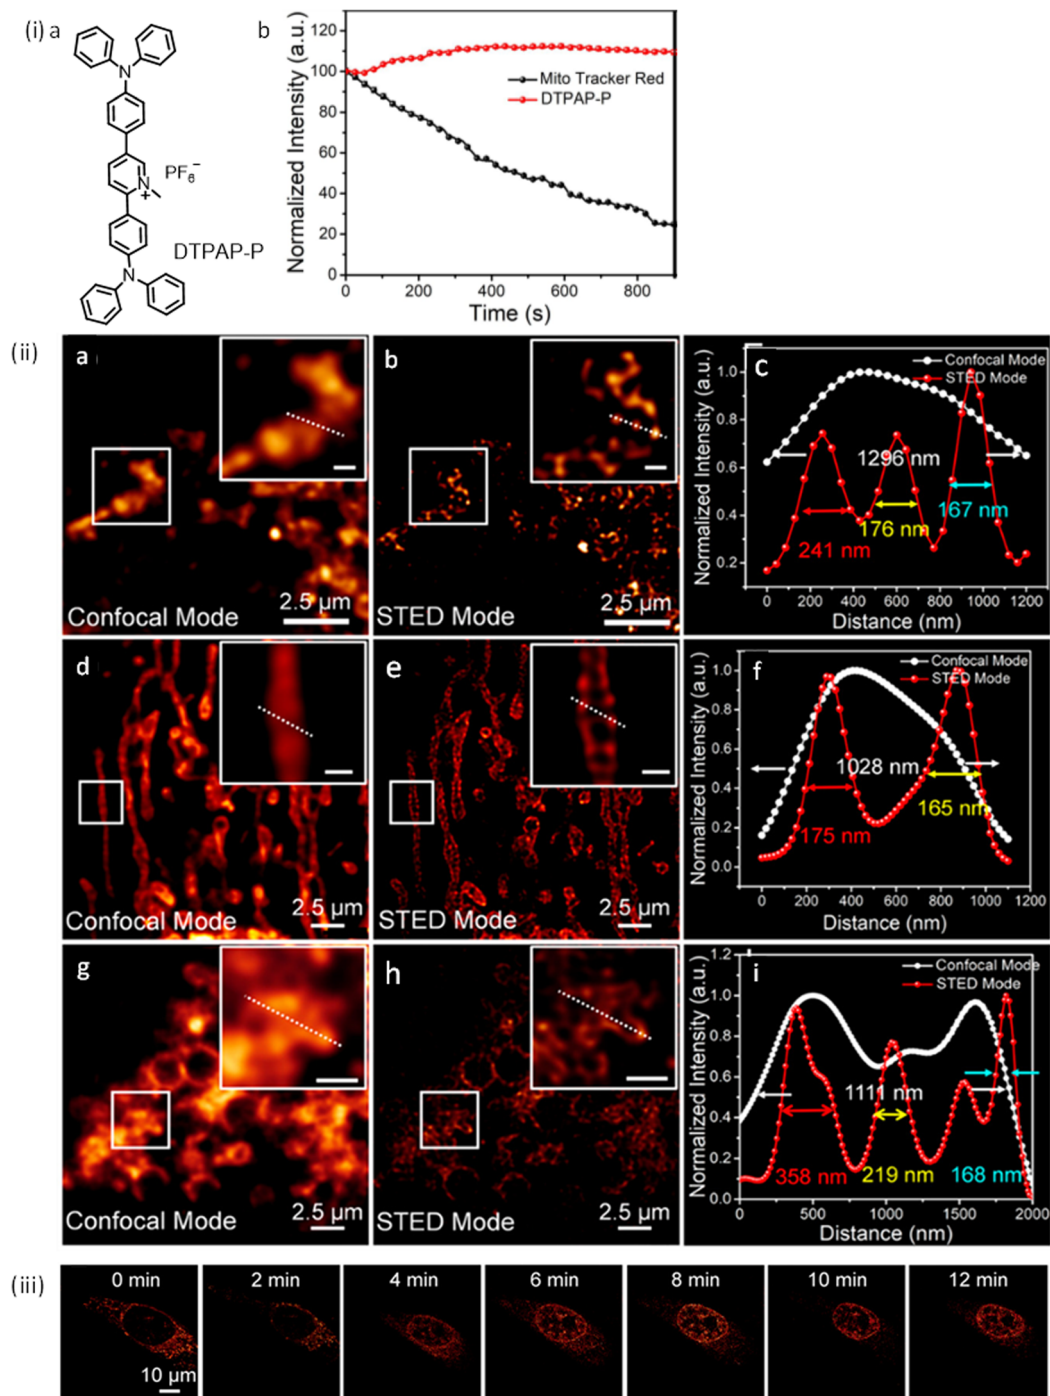 (i) a
b
N
N
+
PF₆⁻
DTPAP-P
N
Normalized Intensity (a.u.)
120
100
80
60
40
20
0
Mito Tracker Red
DTPAP-P
0 200 400 600 800
Time (s)
(ii)
a
Confocal Mode
2.5 μm
b
STED Mode
2.5 μm
c
Confocal Mode
STED Mode
Normalized Intensity (a.u.)
1.0
0.8
0.6
0.4
0.2
1296 nm
241 nm
176 nm
167 nm
0 200 400 600 800 1000 1200
Distance (nm)
d
Confocal Mode
2.5 μm
e
STED Mode
2.5 μm
f
Confocal Mode
STED Mode
Normalized Intensity (a.u.)
1.0
0.8
0.6
0.4
0.2
0.0
1028 nm
175 nm
165 nm
0 200 400 600 800 1000 1200
Distance (nm)
g
Confocal Mode
2.5 μm
h
STED Mode
2.5 μm
i
Confocal Mode
STED Mode
Normalized Intensity (a.u.)
1.2
1.0
0.8
0.6
0.4
0.2
0.0
1111 nm
358 nm
219 nm
168 nm
0 500 1000 1500 2000
Distance (nm)
(iii)
0 min
2 min
4 min
6 min
8 min
10 min
12 min
10 μm